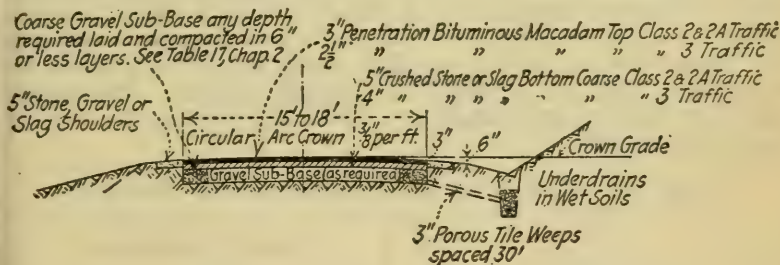 Coarse Gravel Sub-Base any depth
required laid and compacted in 6"
or less layers. See Table 17, Chap. 2
3" Penetration Bituminous Macadam Top Class 2 & 2A Traffic
2½" " " " " " 3 Traffic
5" Crushed Stone or Slag Bottom Coarse Class 2 & 2A Traffic
4" " " " " " " " 3 Traffic
5" Stone, Gravel or
Slag Shoulders
15' to 18'
Circular Arc Crown
3/8" per ft.
3"
6"
Crown Grade
Gravel Sub-Base (as required)
Underdrains
in Wet Soils
3" Porous Tile Weeps
spaced 30'